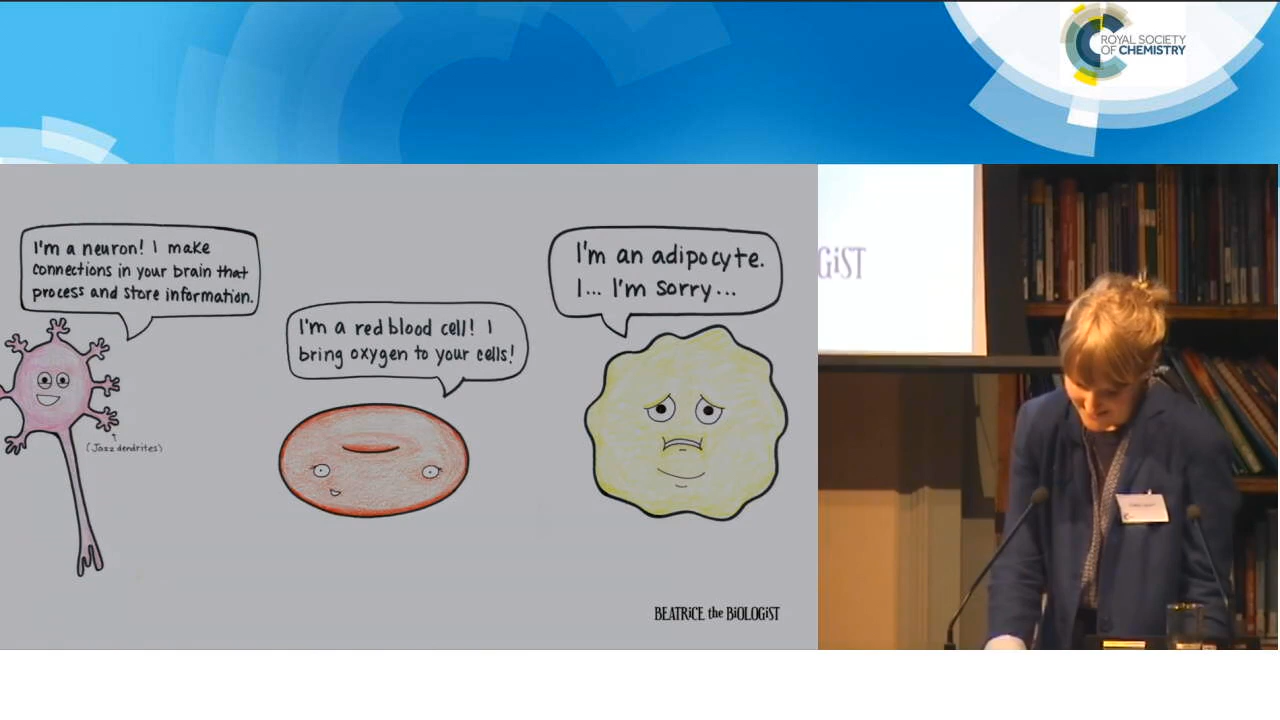 ROYAL SOCIETY
OF CHEMISTRY
I'm a neuron! I make
connections in your brain that
process and store information.
I'm a red blood cell! I
bring oxygen to your cells!
I'm an adipocyte.
I... I'm sorry...
(Jazz dendrites)
BEATRICE the BIOLOGIST
GIST